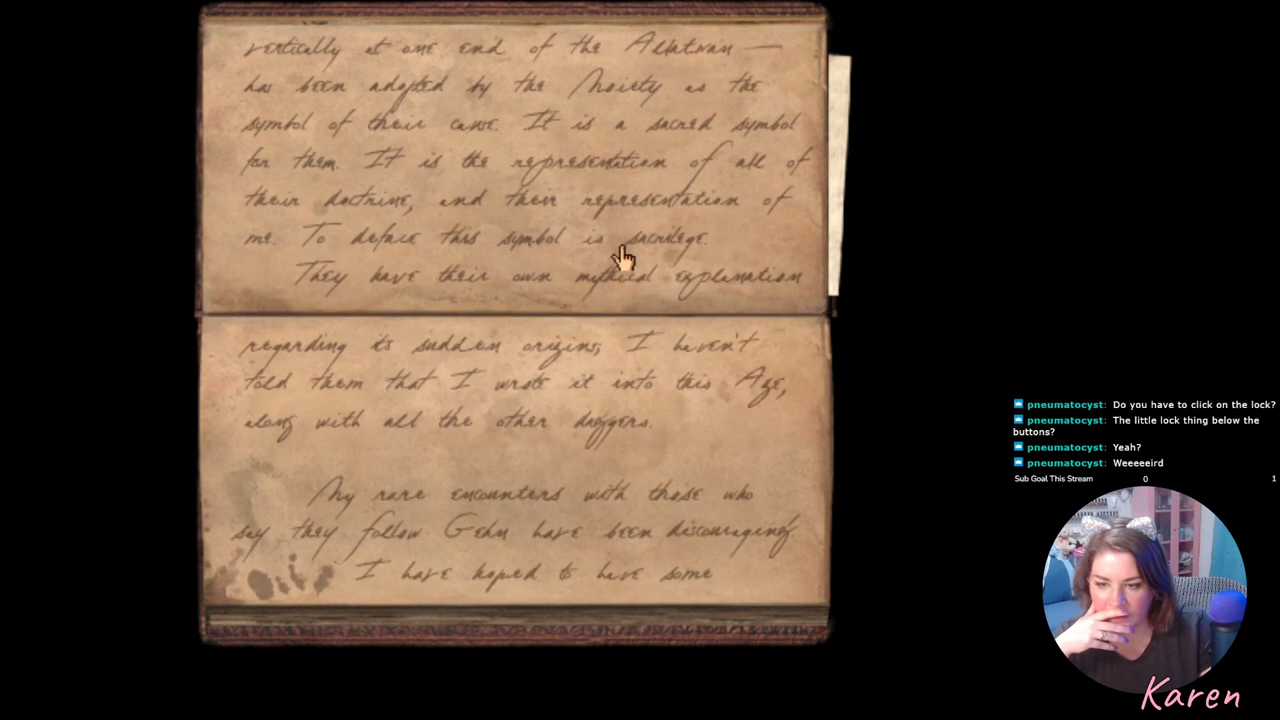 vertically at one end of the Allatwan —
has been adopted by the Moiety as the
symbol of their cause. It is a sacred symbol
for them. It is the representation of all of
their doctrine, and their representation of
me. To deface this symbol is sacrilege.
They have their own mythical explanation
regarding its sudden origins; I haven't
told them that I wrote it into this Age,
along with all the other daggers.
My rare encounters with those who
say they follow Gehn have been discouraging.
I have hoped to have some
pneumatocyst: Do you have to click on the lock?
pneumatocyst: The little lock thing below the
buttons?
pneumatocyst: Yeah?
pneumatocyst: Weeeeeird
Sub Goal This Stream 0 1
Karen